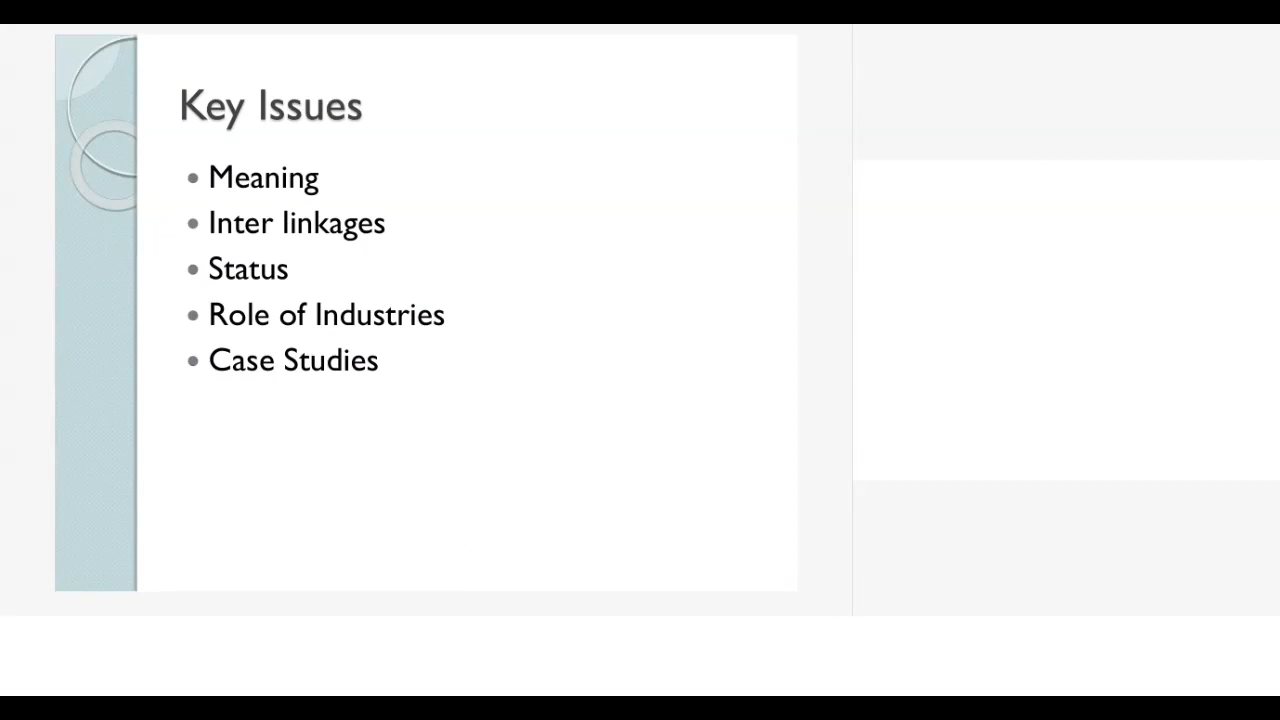 Key Issues
• Meaning
• Inter linkages
• Status
• Role of Industries
• Case Studies